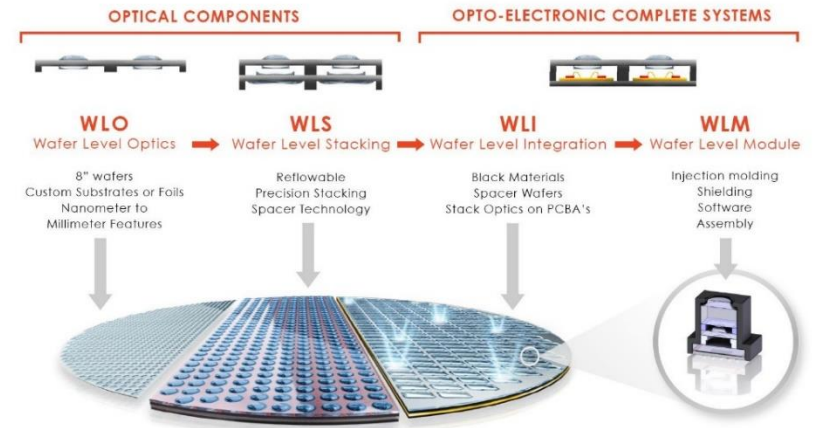 OPTICAL COMPONENTS
OPTO-ELECTRONIC COMPLETE SYSTEMS
WLO
Wafer Level Optics
WLS
Wafer Level Stacking
WLI
Wafer Level Integration
WLM
Wafer Level Module
8" wafers
Custom Substrates or Foils
Nanometer to
Millimeter Features
Reflowable
Precision Stacking
Spacer Technology
Black Materials
Spacer Wafers
Stack Optics on PCBA's
Injection molding
Shielding
Software
Assembly